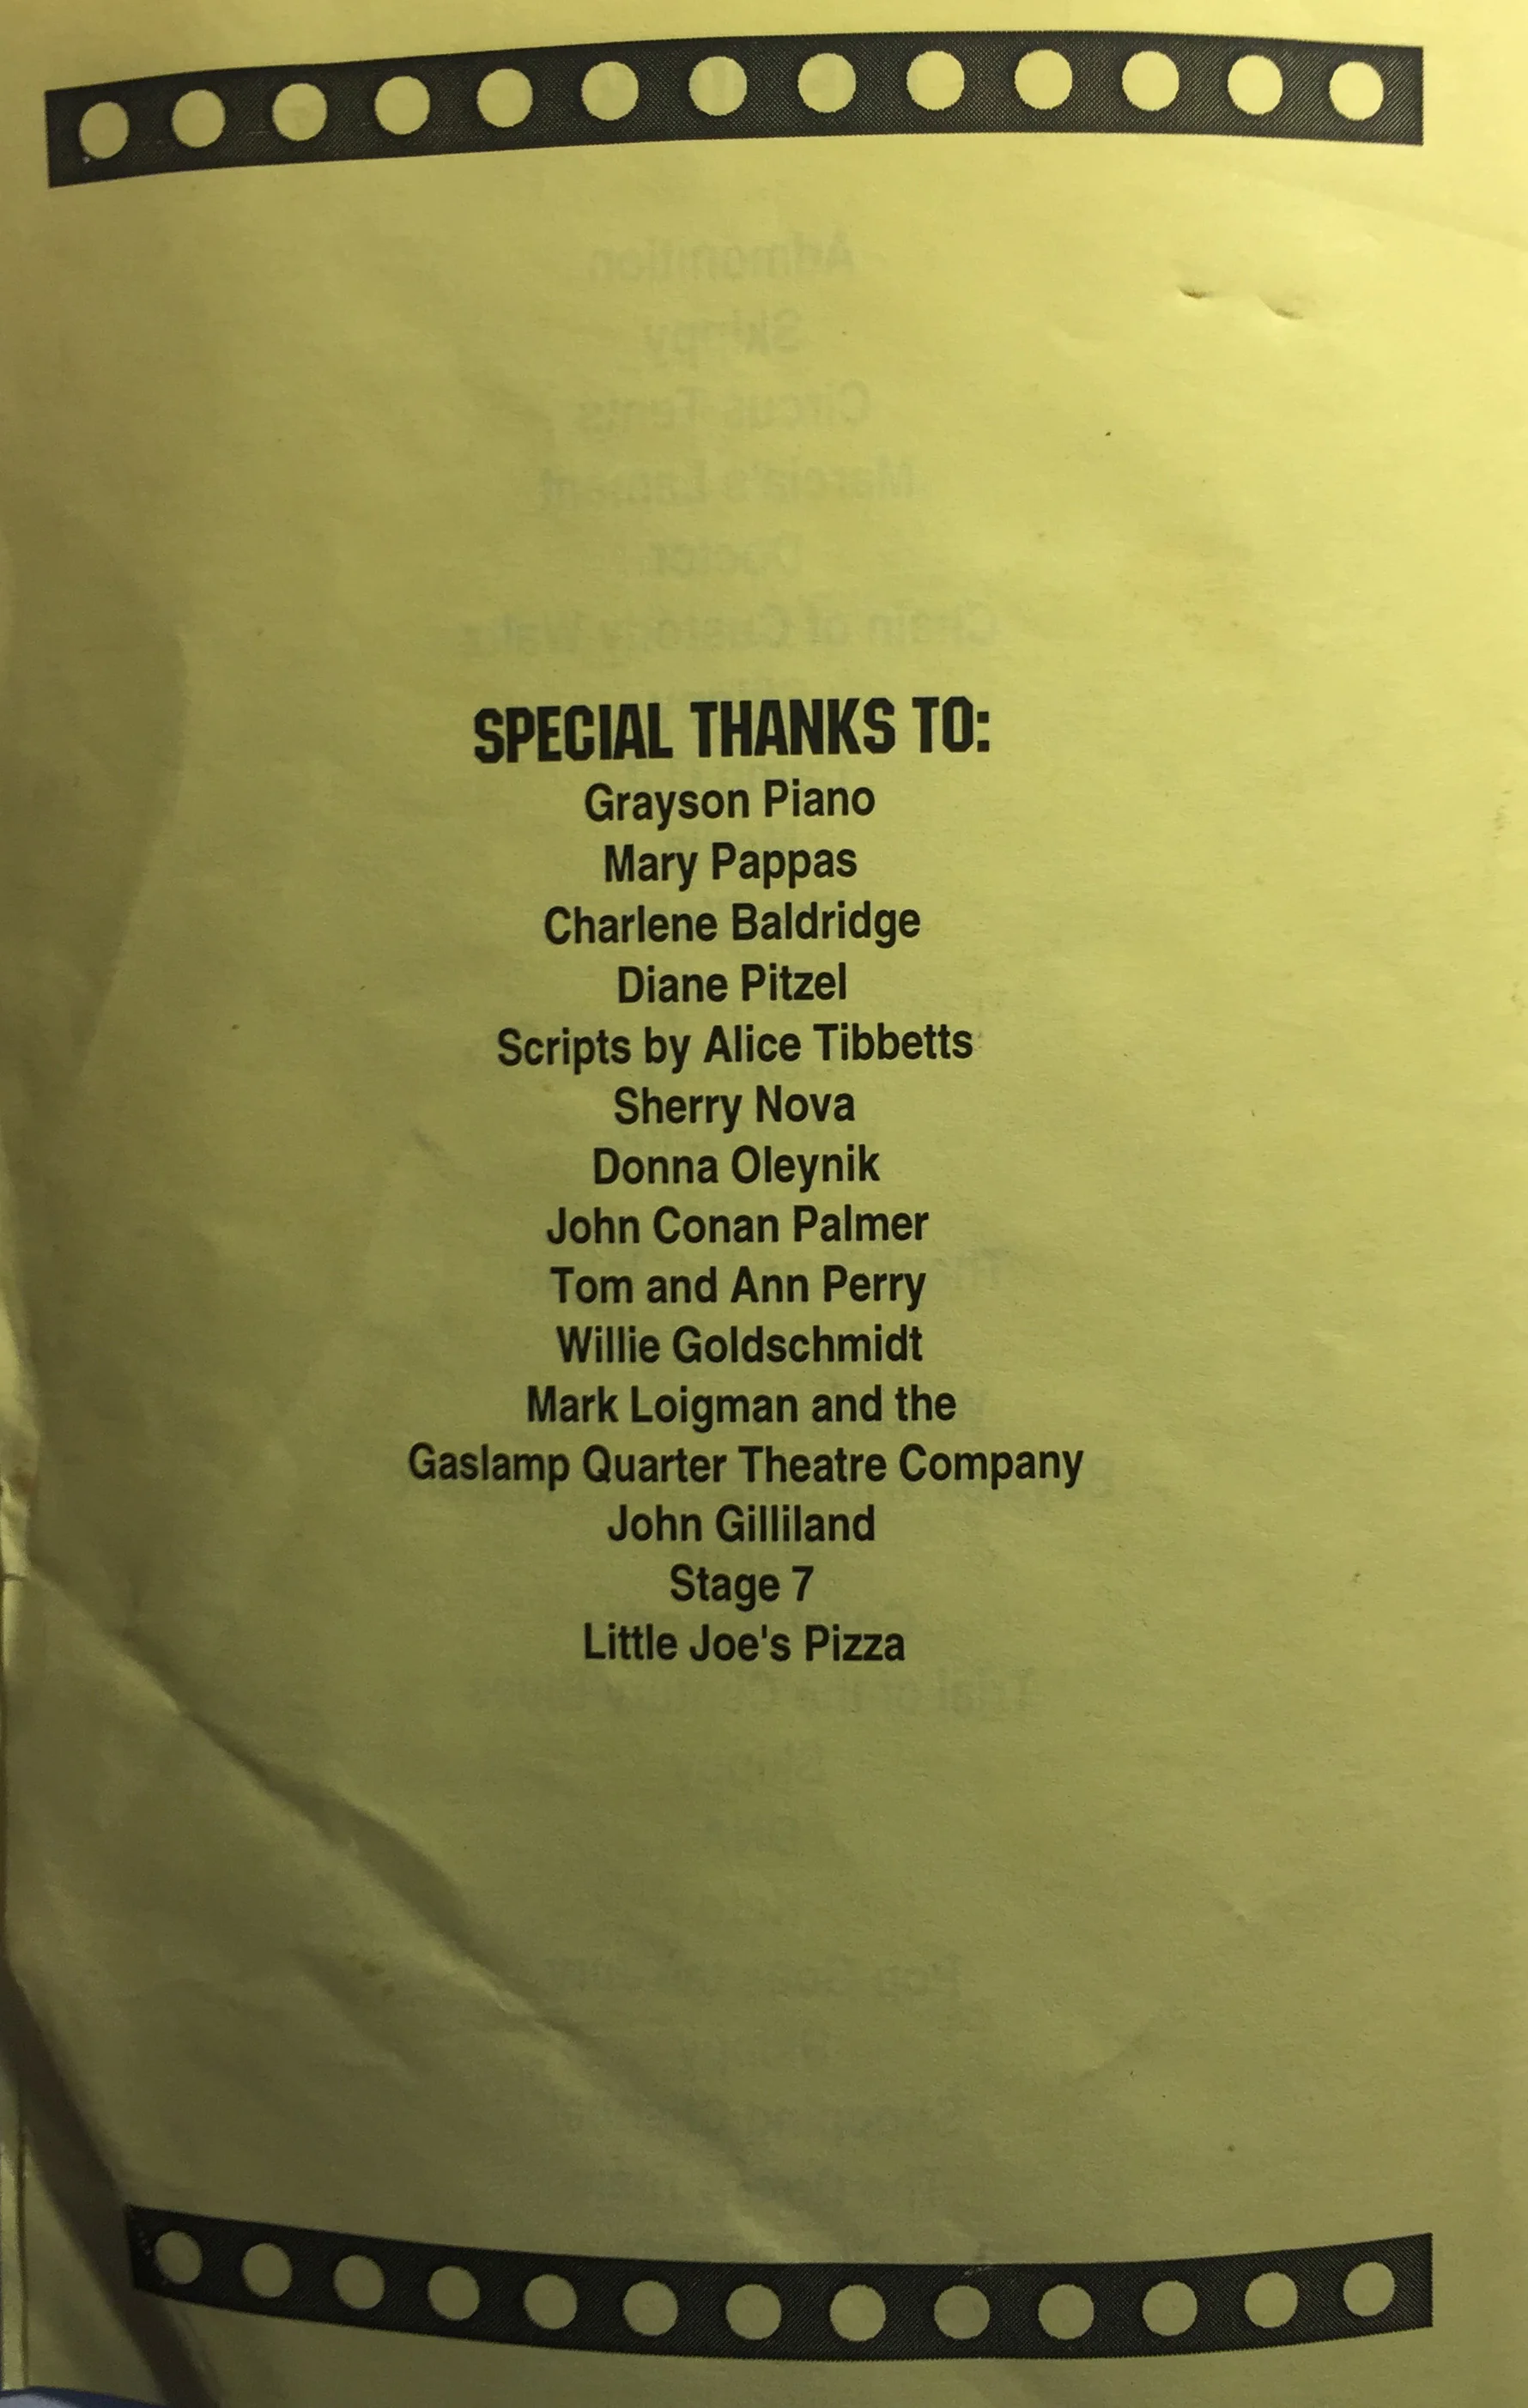 SPECIAL THANKS TO:
Grayson Piano
Mary Pappas
Charlene Baldridge
Diane Pitzel
Scripts by Alice Tibbetts
Sherry Nova
Donna Oleynik
John Conan Palmer
Tom and Ann Perry
Willie Goldschmidt
Mark Loigman and the
Gaslamp Quarter Theatre Company
John Gilliland
Stage 7
Little Joe's Pizza